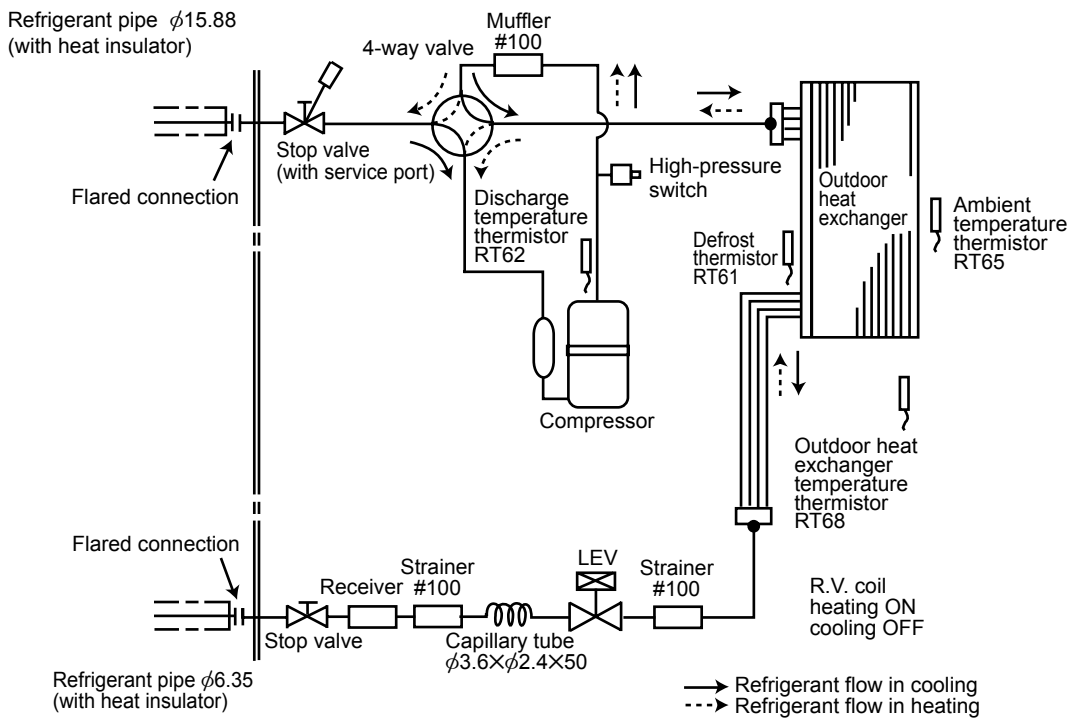 Refrigerant pipe ϕ15.88
(with heat insulator)
4-way valve
Muffler
#100
Stop valve
(with service port)
Flared connection
High-pressure
switch
Discharge
temperature
thermistor
RT62
Outdoor
heat
exchanger
Ambient
temperature
thermistor
RT65
Defrost
thermistor
RT61
Compressor
Outdoor heat
exchanger
temperature
thermistor
RT68
Flared connection
Stop valve
Receiver
Strainer
#100
Capillary tube
ϕ3.6×ϕ2.4×50
LEV
Strainer
#100
R.V. coil
heating ON
cooling OFF
Refrigerant pipe ϕ6.35
(with heat insulator)
Refrigerant flow in cooling
Refrigerant flow in heating